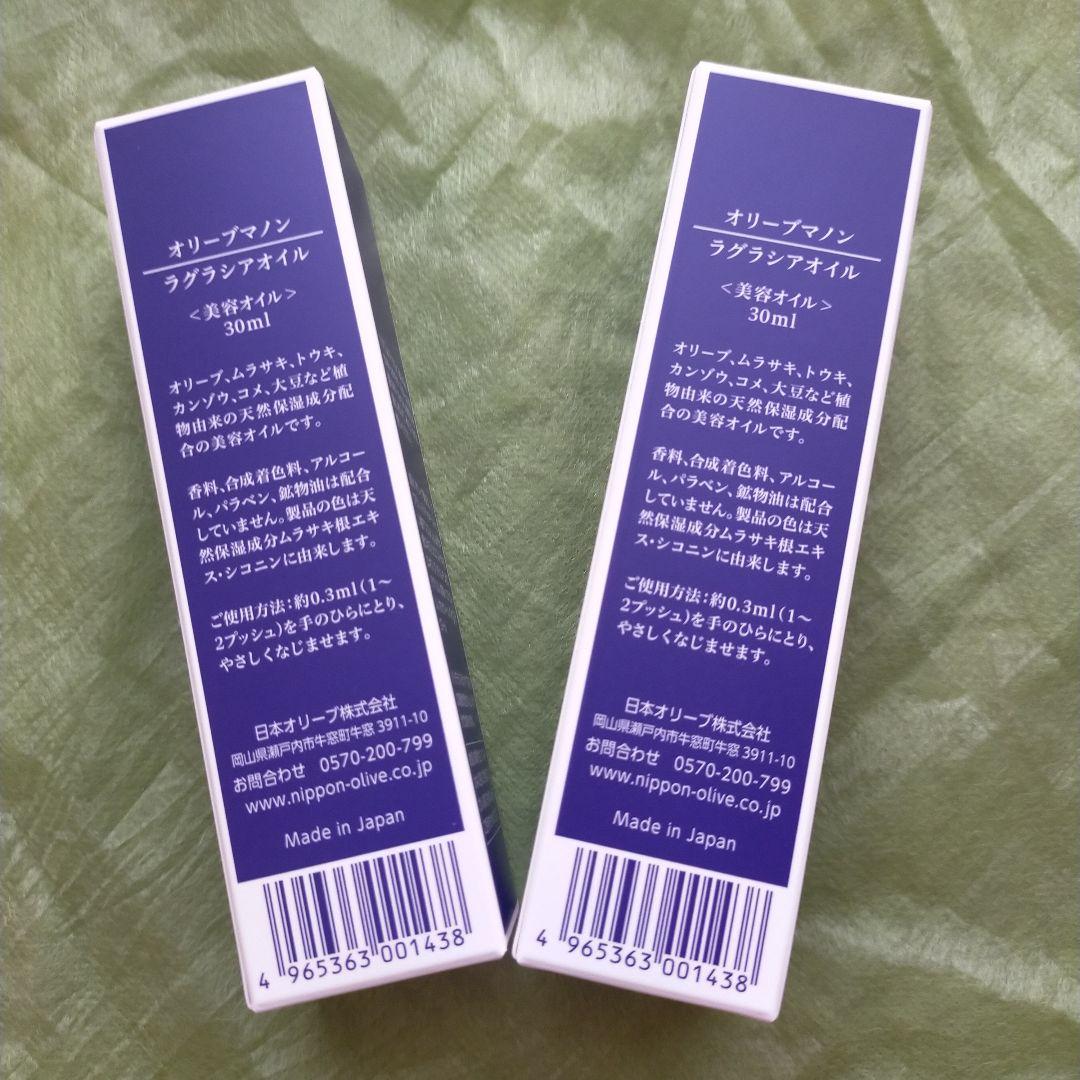 オリーブマノン
ラグラシアオイル
<美容オイル>
30ml
オリーブ、ムラサキ、トウキ、
カンゾウ、コメ、大豆など植
物由来の天然保湿成分配
合の美容オイルです。
香料、合成着色料、アルコー
ル、パラベン、鉱物油は配合
していません。製品の色は天
然保湿成分ムラサキ根エキ
ス・シコニンに由来します。
ご使用方法:約0.3ml(1〜
2プッシュ)を手のひらにとり、
やさしくなじませます。
日本オリーブ株式会社
岡山県瀬戸内市牛窓町牛窓 3911-10
お問合わせ 0570-200-799
www.nippon-olive.co.jp
Made in Japan
4 965363 001438
オリーブマノン
ラグラシアオイル
<美容オイル>
30ml
オリーブ、ムラサキ、トウキ、
カンゾウ、コメ、大豆など植
物由来の天然保湿成分配
合の美容オイルです。
香料、合成着色料、アルコー
ル、パラベン、鉱物油は配合
していません。製品の色は天
然保湿成分ムラサキ根エキ
ス・シコニンに由来します。
ご使用方法:約0.3ml(1〜
2プッシュ)を手のひらにとり、
やさしくなじませます。
日本オリーブ株式会社
岡山県瀬戸内市牛窓町牛窓 3911-10
お問合わせ 0570-200-799
www.nippon-olive.co.jp
Made in Japan
4 965363 001438